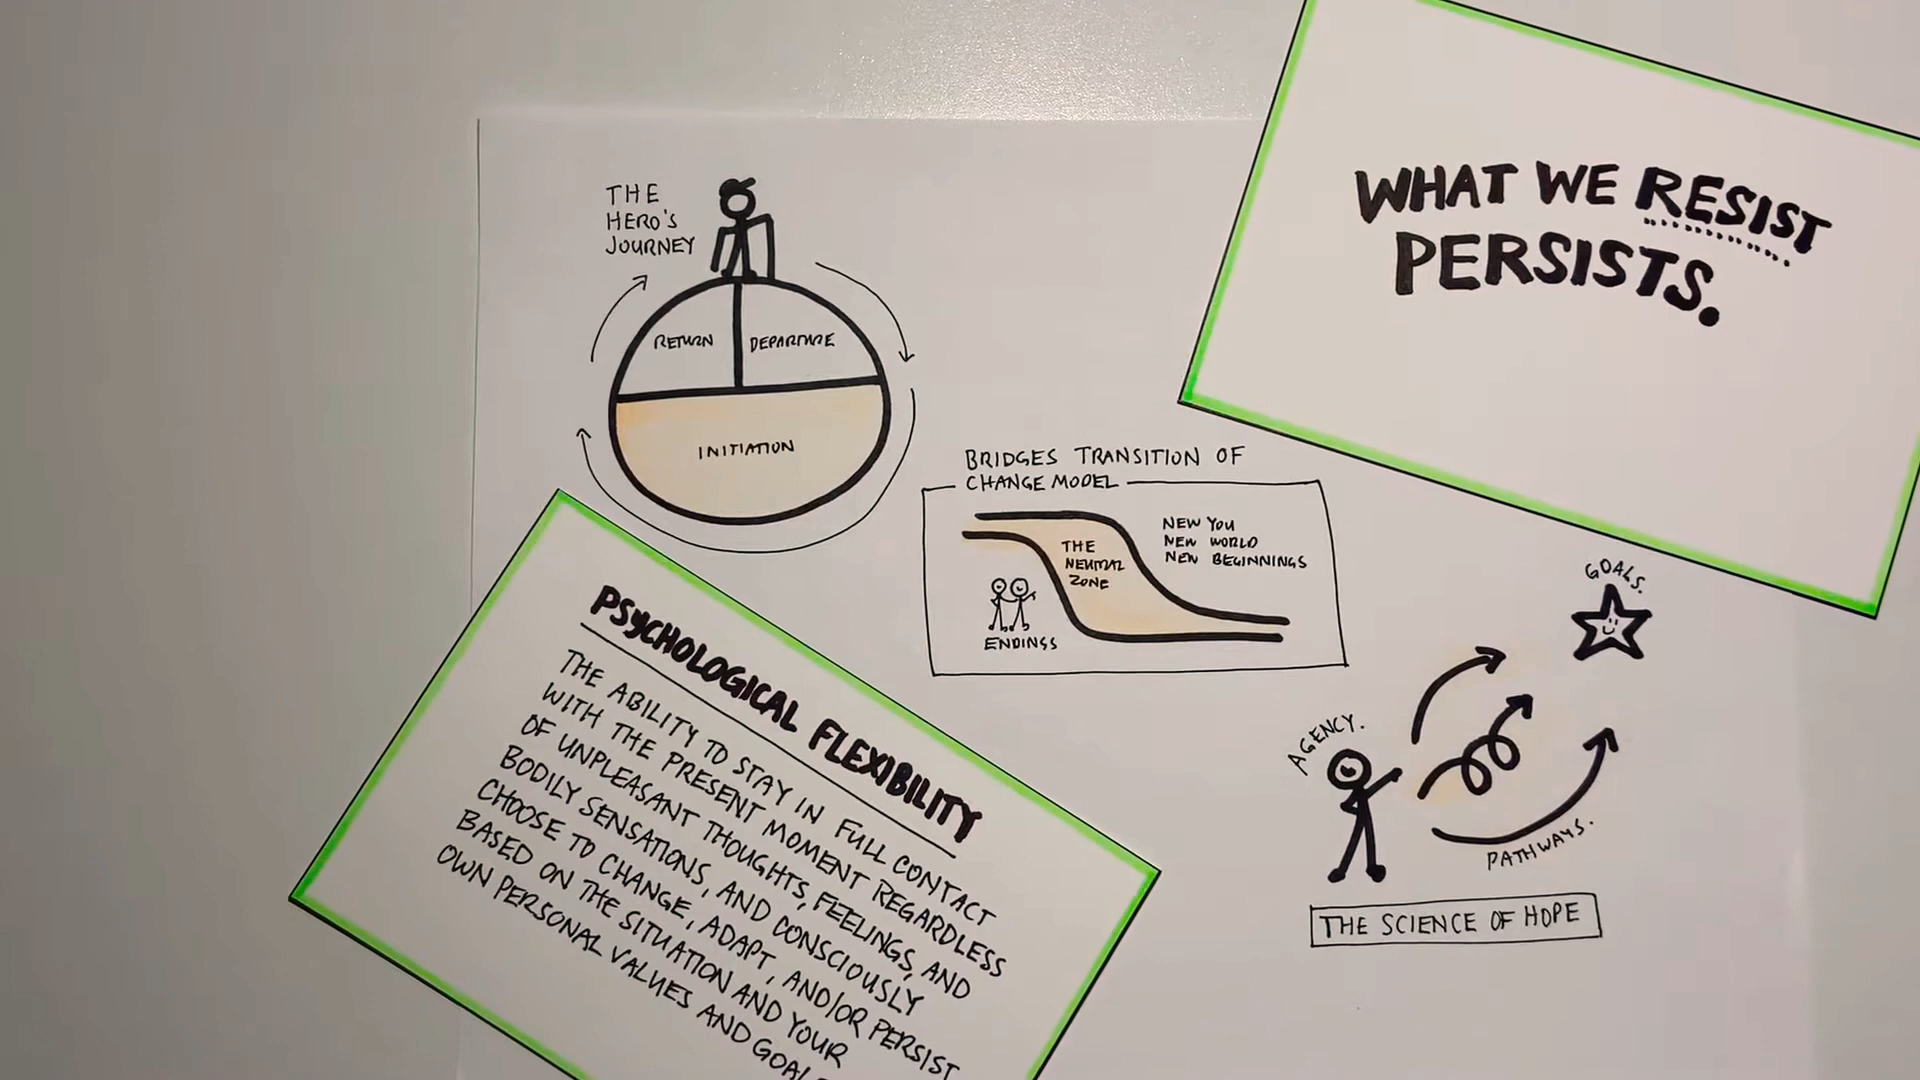 THE
HERO'S
JOURNEY
RETURN
DEPARTURE
INITIATION
WHAT WE RESIST
PERSISTS.
BRIDGES TRANSITION OF
CHANGE MODEL
THE
NEUTRAL
ZONE
NEW YOU
NEW WORLD
NEW BEGINNINGS
ENDINGS
PSYCHOLOGICAL FLEXIBILITY
THE ABILITY TO STAY IN FULL CONTACT
WITH THE PRESENT MOMENT REGARDLESS
OF UNPLEASANT THOUGHTS, FEELINGS, AND
BODILY SENSATIONS, AND CONSCIOUSLY
CHOOSE TO CHANGE, ADAPT, AND/OR PERSIST
BASED ON THE SITUATION AND YOUR
OWN PERSONAL VALUES AND
GOALS.
AGENCY.
PATHWAYS.
THE SCIENCE OF HOPE